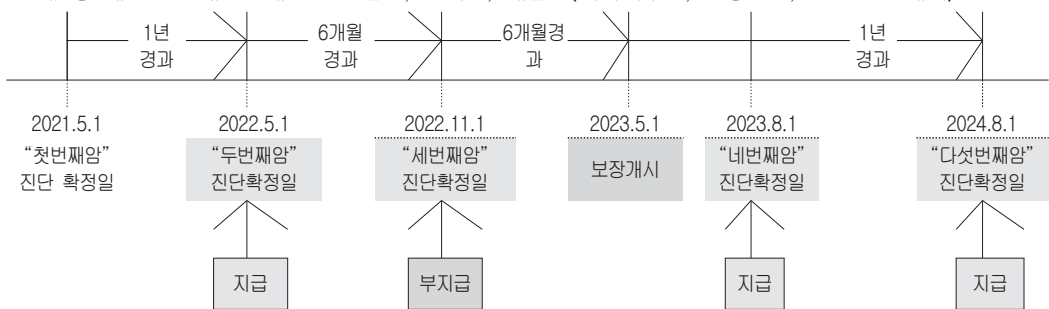 1년
경과
6개월
경과
6개월경
과
1년
경과
2021.5.1
"첫번째암"
진단 확정일
2022.5.1
"두번째암"
진단확정일
2022.11.1
"세번째암"
진단확정일
2023.5.1
보장개시
2023.8.1
"네번째암"
진단확정일
2024.8.1
"다섯번째암"
진단확정일
지급
부지급
지급
지급